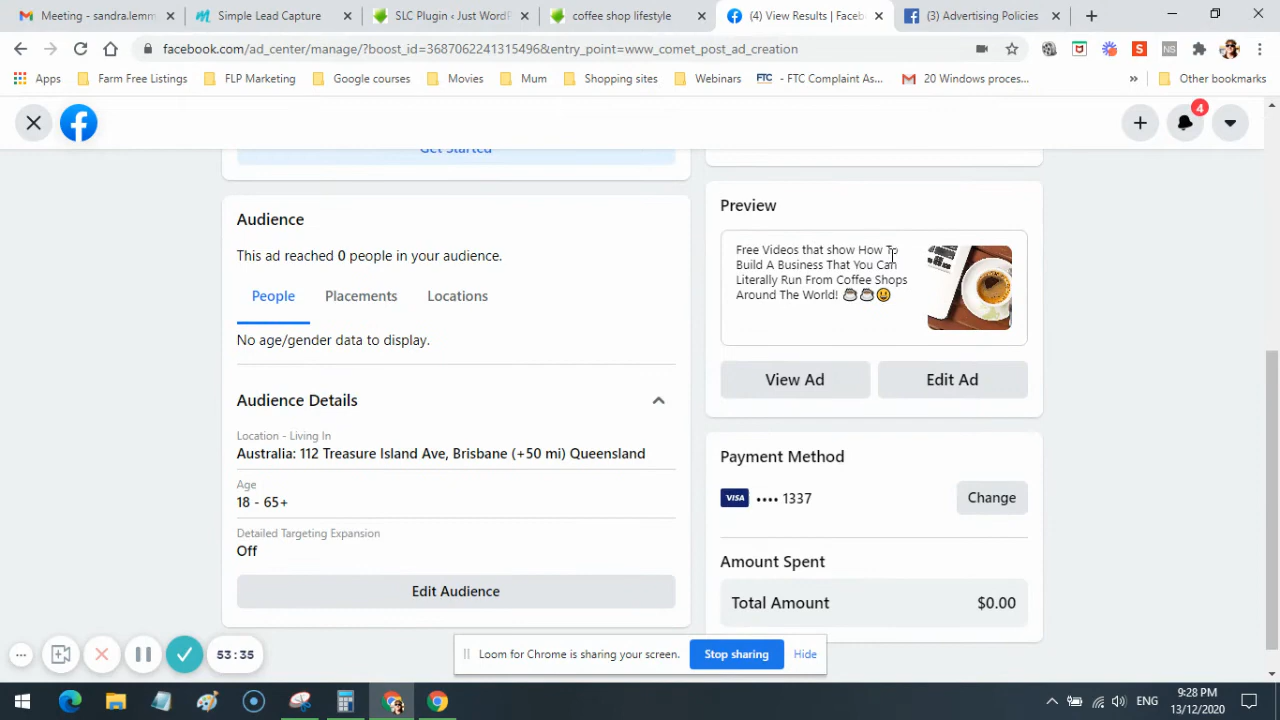 Meeting - sandra.lemm
Simple Lead Capture
SLC Plugin ‹ Just WordP
coffee shop lifestyle
(4) View Results | Faceb
(3) Advertising Policies
facebook.com/ad_center/manage/?boost_id=36870622413154968&entry_point=www_comet_post_ad_creation
Apps
Farm Free Listings
FLP Marketing
Google courses
Movies
Mum
Shopping sites
Webinars
FTC - FTC Complaint As...
20 Windows proces...
»
Other bookmarks
4
Get Started
Audience
This ad reached 0 people in your audience.
People
Placements
Locations
No age/gender data to display.
Audience Details
Location - Living In
Australia: 112 Treasure Island Ave, Brisbane (+50 mi) Queensland
Age
18 - 65+
Detailed Targeting Expansion
Off
Edit Audience
Preview
Free Videos that show How To
Build A Business That You Can
Literally Run From Coffee Shops
Around The World! ☕☕😃
View Ad
Edit Ad
Payment Method
VISA •••• 1337
Change
Amount Spent
Total Amount
$0.00
53:35
Loom for Chrome is sharing your screen.
Stop sharing
Hide
ENG
9:28 PM
13/12/2020